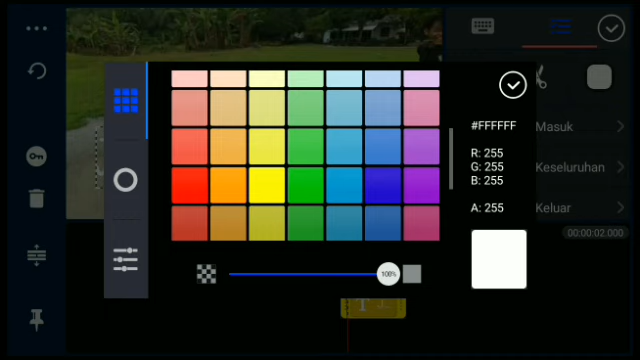 #FFFFFF
R: 255
G: 255
B: 255
A: 255
100%
Masuk
Keseluruhan
Keluar
00:00:02.000